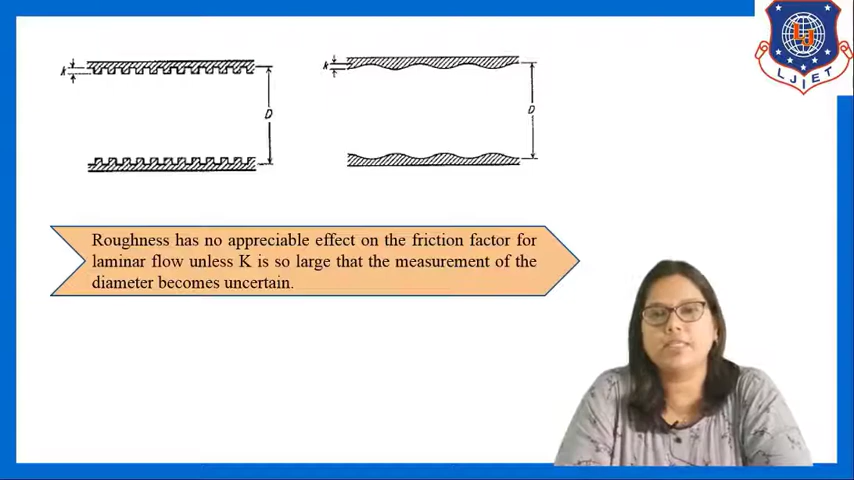 k
D
k
D
LJ
LJIET
Roughness has no appreciable effect on the friction factor for
laminar flow unless K is so large that the measurement of the
diameter becomes uncertain.